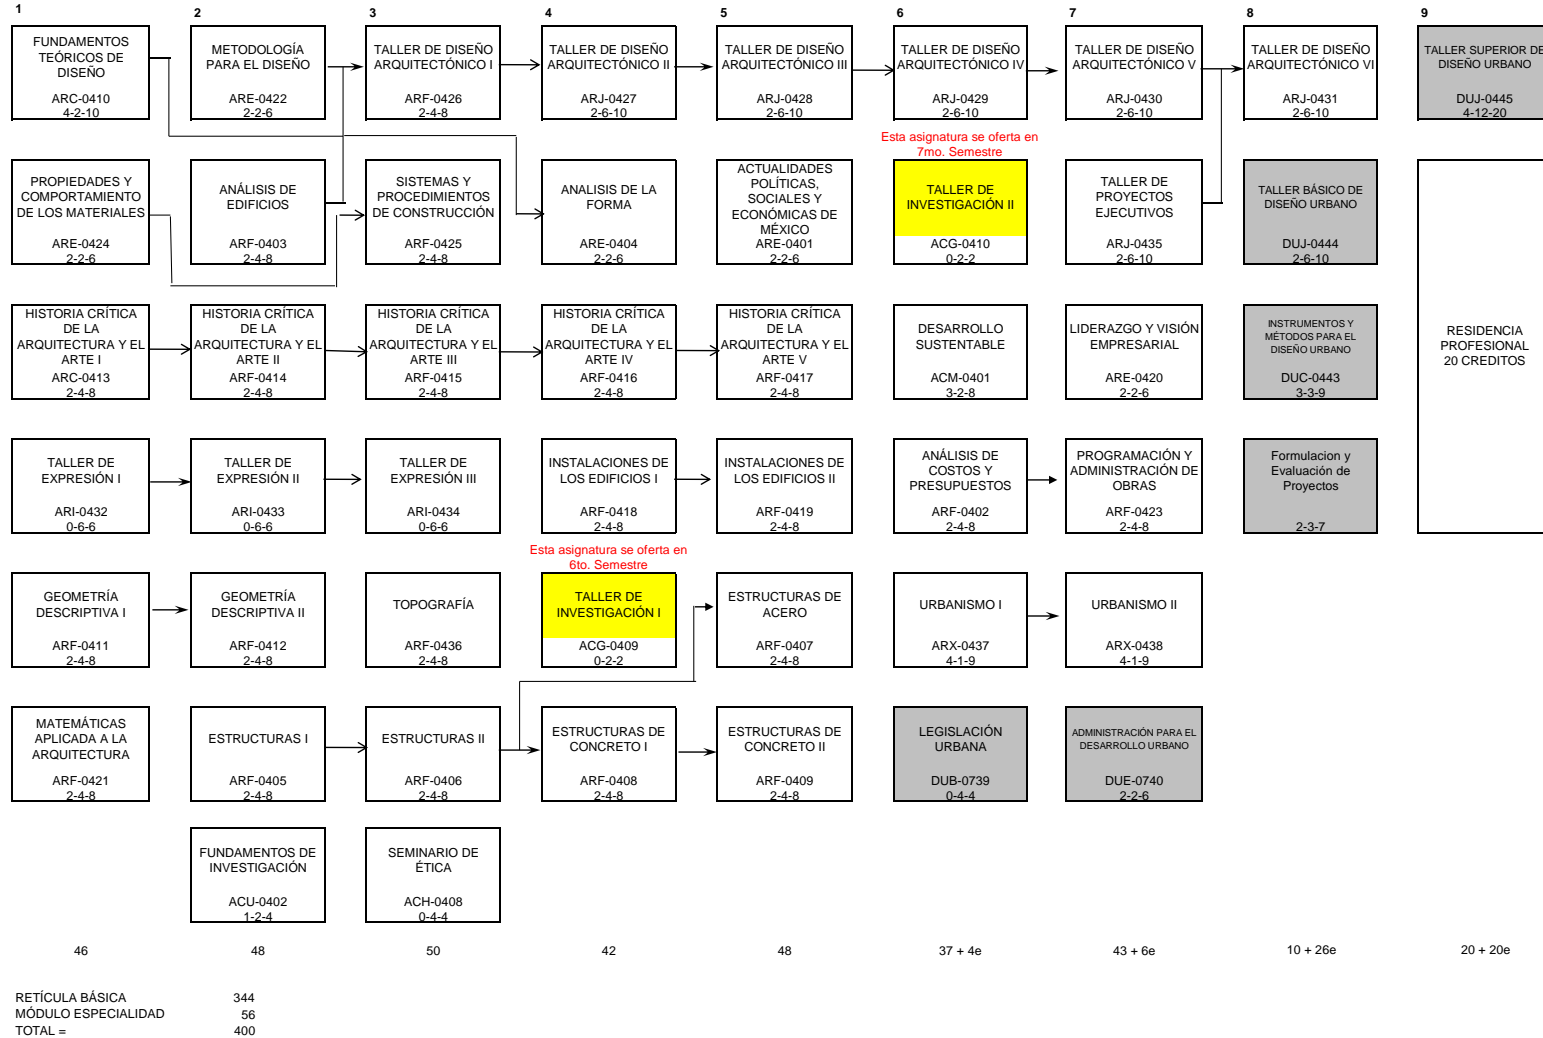 1 2 3 4 5 6 7 8 9
FUNDAMENTOS
TEÓRICOS DE
DISEÑO
ARC-0410
4-2-10
METODOLOGÍA
PARA EL DISEÑO
ARE-0422
2-2-6
TALLER DE DISEÑO
ARQUITECTÓNICO I
ARF-0426
2-4-8
TALLER DE DISEÑO
ARQUITECTÓNICO II
ARJ-0427
2-6-10
TALLER DE DISEÑO
ARQUITECTÓNICO III
ARJ-0428
2-6-10
TALLER DE DISEÑO
ARQUITECTÓNICO IV
ARJ-0429
2-6-10
TALLER DE DISEÑO
ARQUITECTÓNICO V
ARJ-0430
2-6-10
TALLER DE DISEÑO
ARQUITECTÓNICO VI
ARJ-0431
2-6-10
TALLER SUPERIOR DE
DISEÑO URBANO
DUJ-0445
4-12-20
Esta asignatura se oferta en
7mo. Semestre
PROPIEDADES Y
COMPORTAMIENTO
DE LOS MATERIALES
ARE-0424
2-2-6
ANÁLISIS DE
EDIFICIOS
ARF-0403
2-4-8
SISTEMAS Y
PROCEDIMIENTOS
DE CONSTRUCCIÓN
ARF-0425
2-4-8
ANALISIS DE LA
FORMA
ARE-0404
2-2-6
ACTUALIDADES
POLÍTICAS,
SOCIALES Y
ECONÓMICAS DE
MÉXICO
ARE-0401
2-2-6
TALLER DE
INVESTIGACIÓN II
ACG-0410
0-2-2
TALLER DE
PROYECTOS
EJECUTIVOS
ARJ-0435
2-6-10
TALLER BÁSICO DE
DISEÑO URBANO
DUJ-0444
2-6-10
HISTORIA CRÍTICA
DE LA
ARQUITECTURA Y EL
ARTE I
ARC-0413
2-4-8
HISTORIA CRÍTICA
DE LA
ARQUITECTURA Y EL
ARTE II
ARF-0414
2-4-8
HISTORIA CRÍTICA
DE LA
ARQUITECTURA Y EL
ARTE III
ARF-0415
2-4-8
HISTORIA CRÍTICA
DE LA
ARQUITECTURA Y EL
ARTE IV
ARF-0416
2-4-8
HISTORIA CRÍTICA
DE LA
ARQUITECTURA Y EL
ARTE V
ARF-0417
2-4-8
DESARROLLO
SUSTENTABLE
ACM-0401
3-2-8
LIDERAZGO Y VISIÓN
EMPRESARIAL
ARE-0420
2-2-6
INSTRUMENTOS Y
MÉTODOS PARA EL
DISEÑO URBANO
DUC-0443
3-3-9
RESIDENCIA
PROFESIONAL
20 CREDITOS
TALLER DE
EXPRESIÓN I
ARI-0432
0-6-6
TALLER DE
EXPRESIÓN II
ARI-0433
0-6-6
TALLER DE
EXPRESIÓN III
ARI-0434
0-6-6
INSTALACIONES DE
LOS EDIFICIOS I
ARF-0418
2-4-8
INSTALACIONES DE
LOS EDIFICIOS II
ARF-0419
2-4-8
ANÁLISIS DE
COSTOS Y
PRESUPUESTOS
ARF-0402
2-4-8
PROGRAMACIÓN Y
ADMINISTRACIÓN DE
OBRAS
ARF-0423
2-4-8
Formulacion y
Evaluación de
Proyectos
2-3-7
Esta asignatura se oferta en
6to. Semestre
GEOMETRÍA
DESCRIPTIVA I
ARF-0411
2-4-8
GEOMETRÍA
DESCRIPTIVA II
ARF-0412
2-4-8
TOPOGRAFÍA
ARF-0436
2-4-8
TALLER DE
INVESTIGACIÓN I
ACG-0409
0-2-2
ESTRUCTURAS DE
ACERO
ARF-0407
2-4-8
URBANISMO I
ARX-0437
4-1-9
URBANISMO II
ARX-0438
4-1-9
MATEMÁTICAS
APLICADA A LA
ARQUITECTURA
ARF-0421
2-4-8
ESTRUCTURAS I
ARF-0405
2-4-8
ESTRUCTURAS II
ARF-0406
2-4-8
ESTRUCTURAS DE
CONCRETO I
ARF-0408
2-4-8
ESTRUCTURAS DE
CONCRETO II
ARF-0409
2-4-8
LEGISLACIÓN
URBANA
DUB-0739
0-4-4
ADMINISTRACIÓN PARA EL
DESARROLLO URBANO
DUE-0740
2-2-6
FUNDAMENTOS DE
INVESTIGACIÓN
ACU-0402
1-2-4
SEMINARIO DE
ÉTICA
ACH-0408
0-4-4
46 48 50 42 48 37 + 4e 43 + 6e 10 + 26e 20 + 20e
RETÍCULA BÁSICA 344
MÓDULO ESPECIALIDAD 56
TOTAL = 400